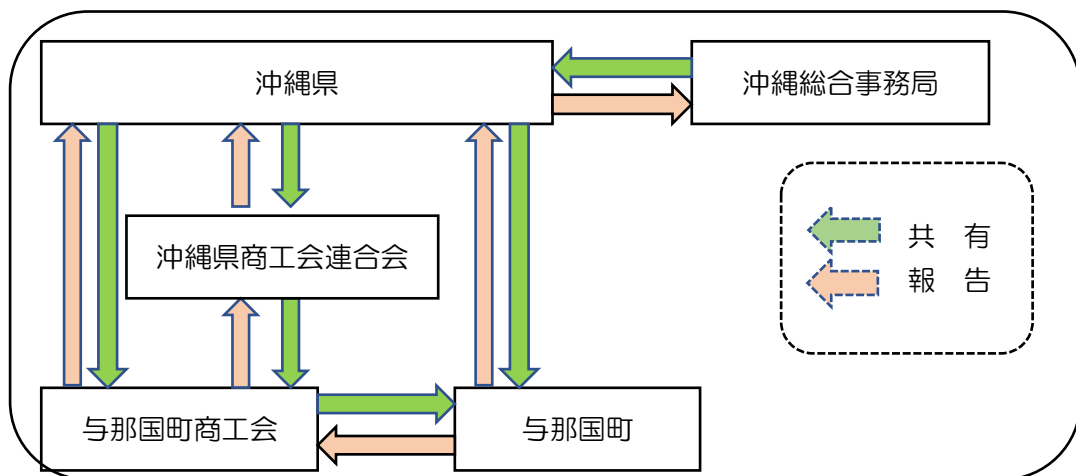 沖縄県
沖縄総合事務局
沖縄県商工会連合会
共　有
報　告
与那国町商工会
与那国町